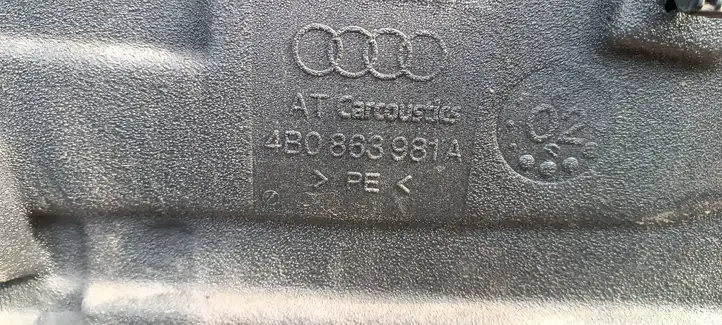 AT Carcoustics
4B0 863 981 A
> PE <
02